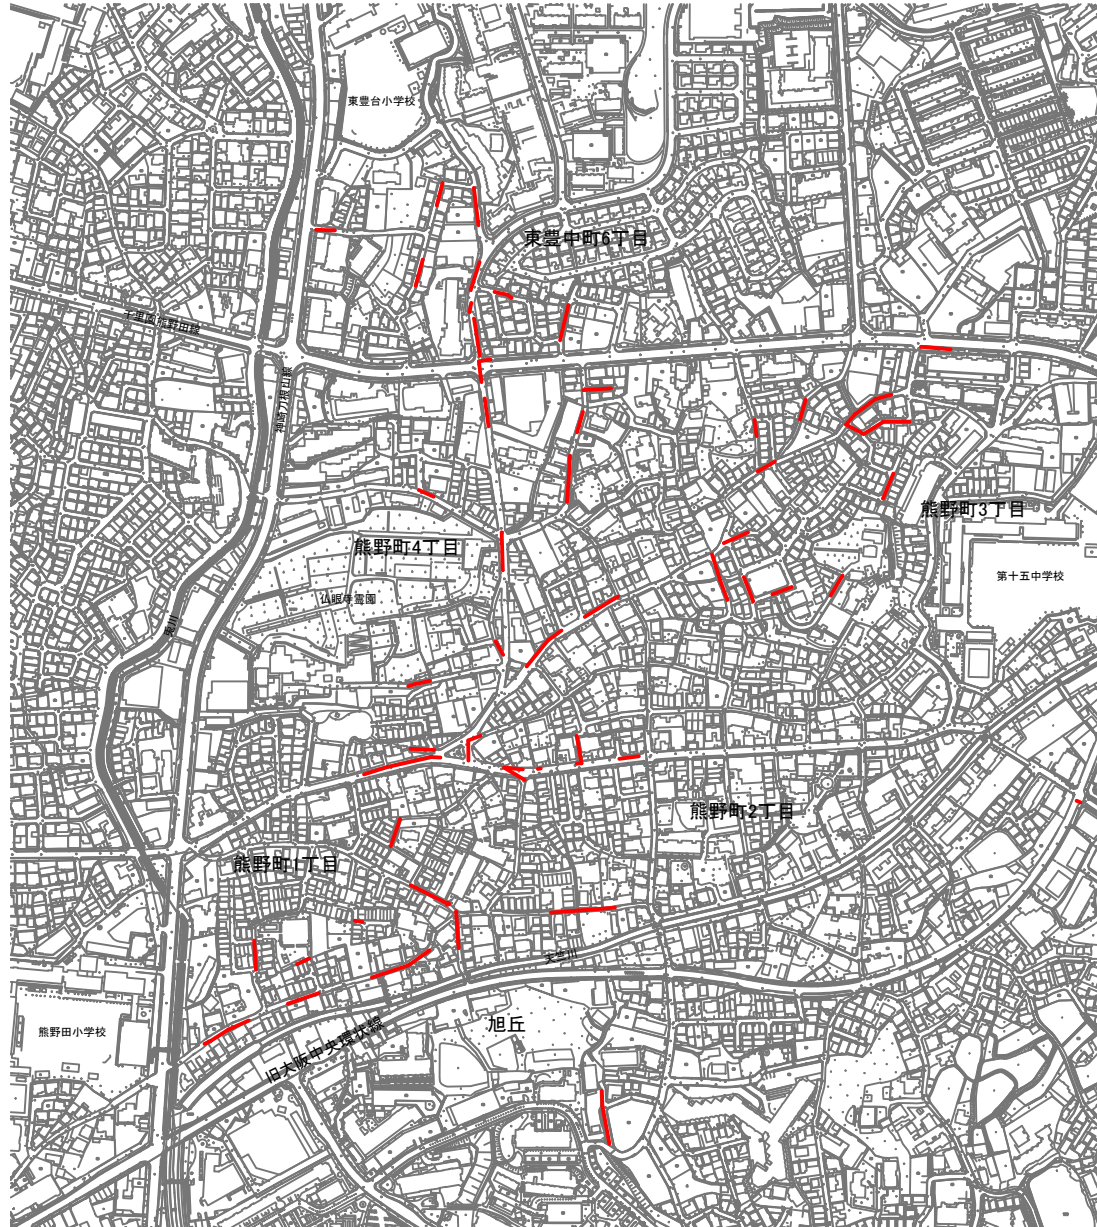 東豊台小学校
東豊中町6丁目
千里園熊野田線
神崎刀根山線
熊野町3丁目
熊野町4丁目
第十五中学校
仏眼寺霊園
兎川
熊野町2丁目
熊野町1丁目
天竺川
旭丘
熊野田小学校
旧大阪中央環状線